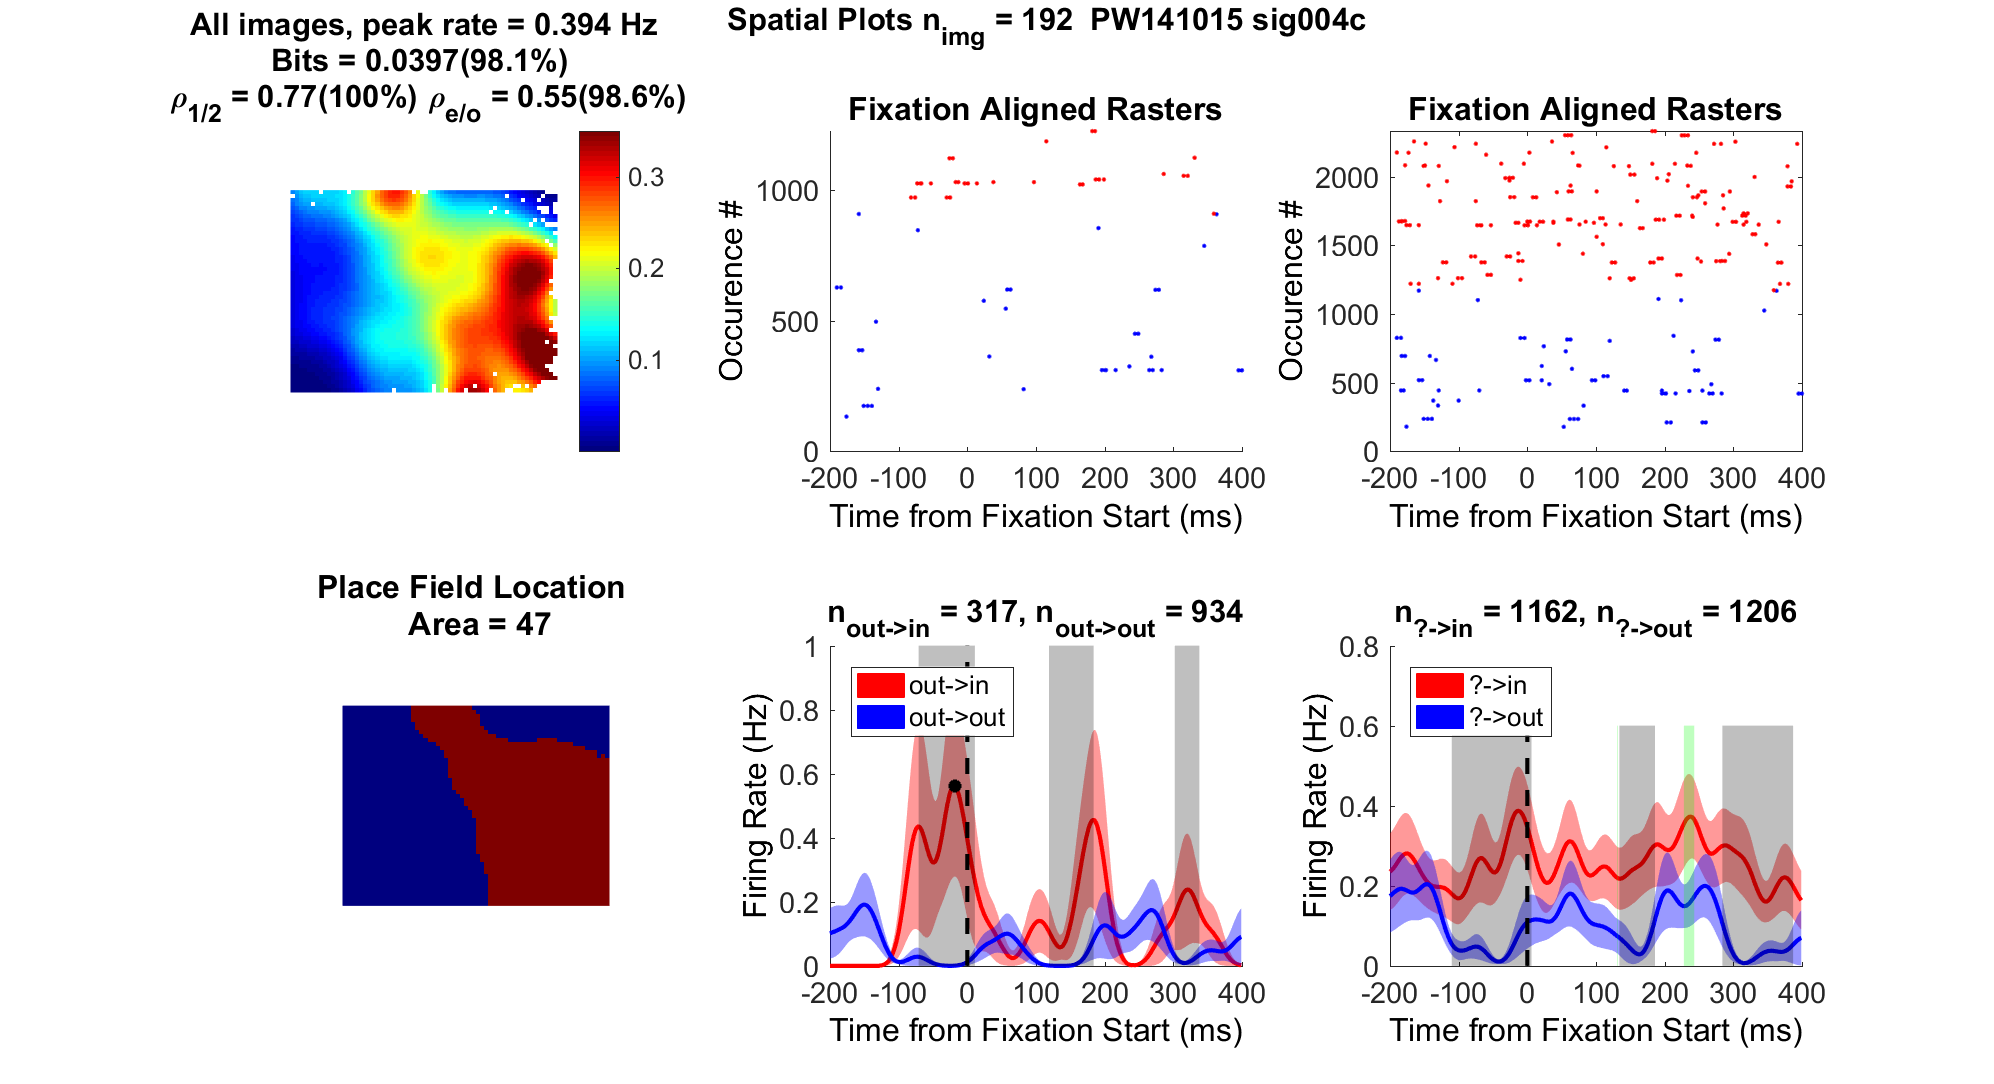 Spatial Plots n_img = 192  PW141015 sig004c
All images, peak rate = 0.394 Hz
Bits = 0.0397(98.1%)
ρ_1/2 = 0.77(100%) ρ_e/o = 0.55(98.6%)
0.3
0.2
0.1
Fixation Aligned Rasters
Occurence #
1000
500
0
-200 -100 0 100 200 300 400
Time from Fixation Start (ms)
Fixation Aligned Rasters
Occurence #
2000
1500
1000
500
0
-200 -100 0 100 200 300 400
Time from Fixation Start (ms)
Place Field Location
Area = 47
n_out->in = 317, n_out->out = 934
Firing Rate (Hz)
1
0.8
0.6
0.4
0.2
0
out->in
out->out
-200 -100 0 100 200 300 400
Time from Fixation Start (ms)
n_?->in = 1162, n_?->out = 1206
Firing Rate (Hz)
0.8
0.6
0.4
0.2
0
?->in
?->out
-200 -100 0 100 200 300 400
Time from Fixation Start (ms)